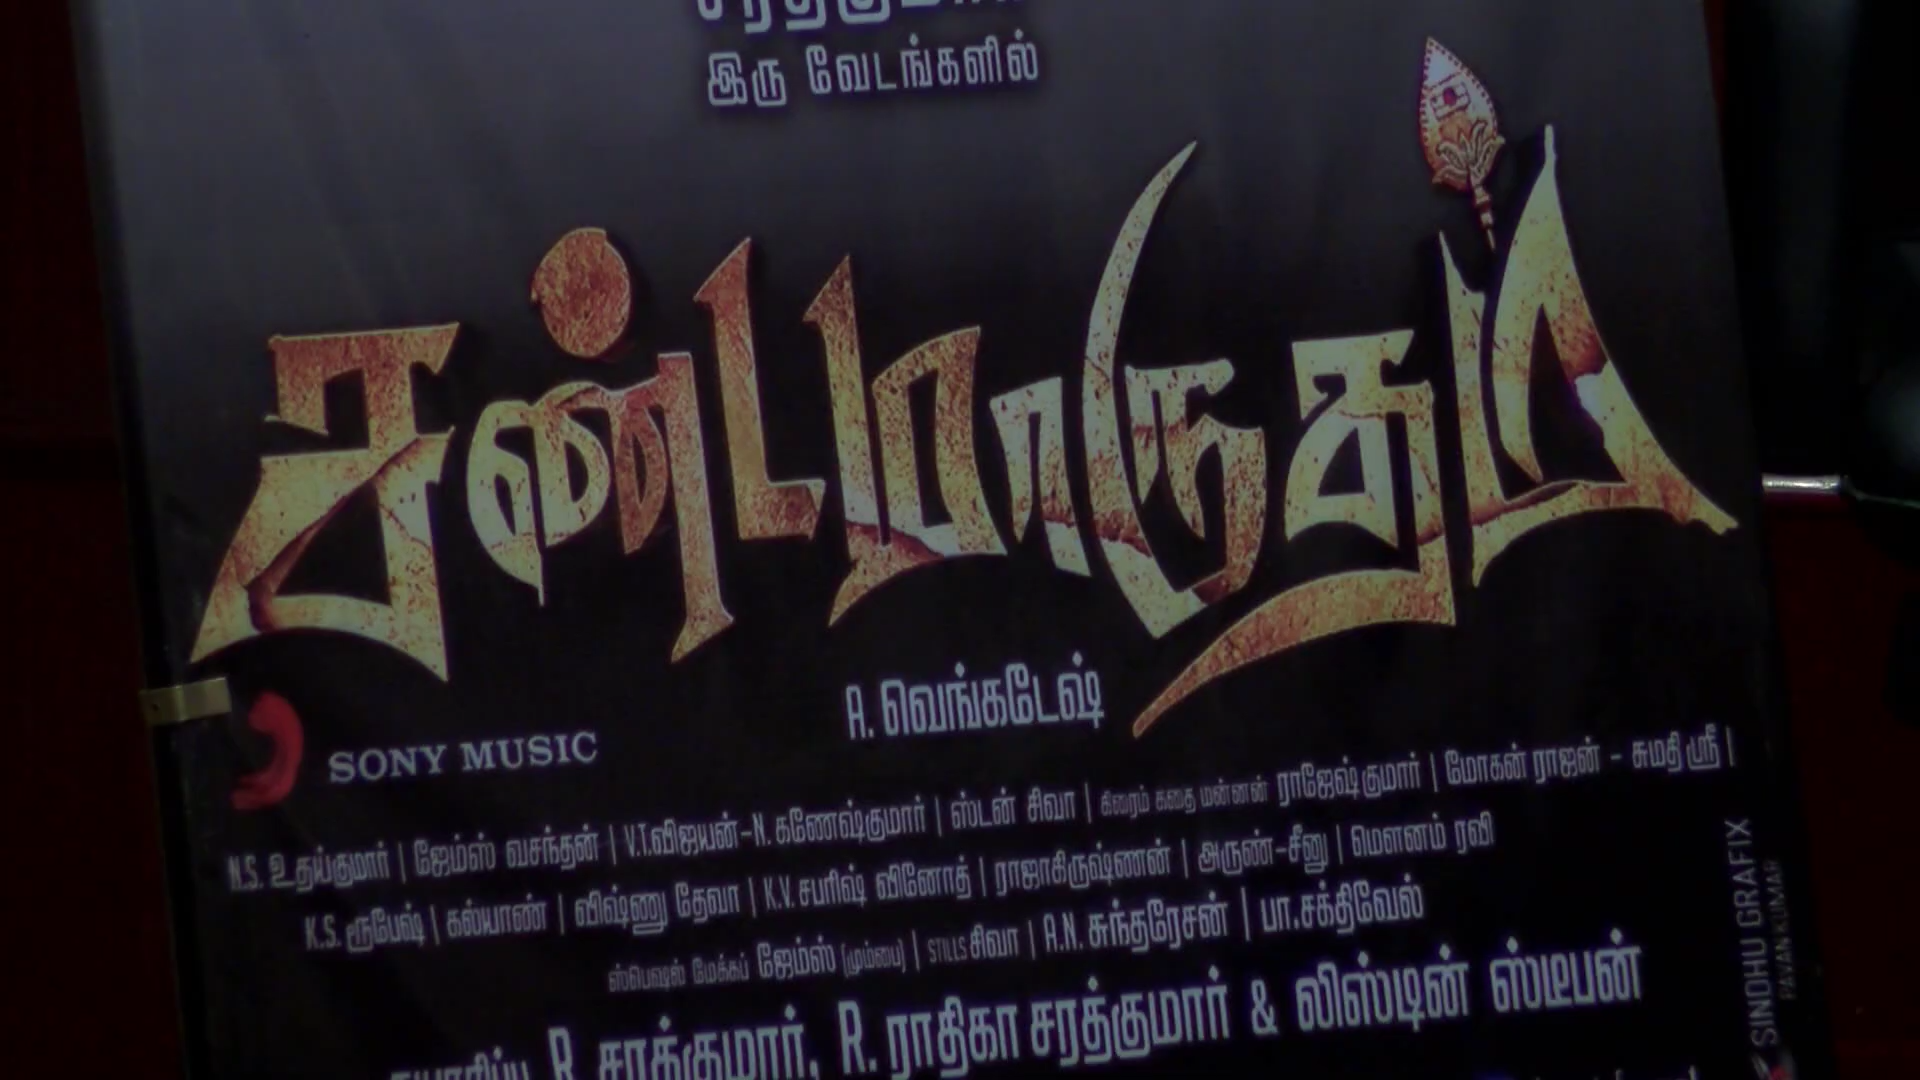 சரத்குமார்
இரு வேடங்களில்
சண்டமாருதம்
A. வெங்கடேஷ்
SONY MUSIC
N.S. உதய்குமார் | ஜேம்ஸ் வசந்தன் | V.T.விஜயன்-N.கணேஷ்குமார் | ஸ்டன் சிவா | கிரைம் கதை மன்னன் ராஜேஷ்குமார் | மோகன் ராஜன் - சுமதி ஸ்ரீ |
K.S. ரூபேஷ் | கல்யாண் | விஷ்ணு தேவா | K.V. சபரிஷ் வினோத் | ராஜாகிருஷ்ணன் | அருண்-சீனு | மௌனம் ரவி
ஸ்பெஷல் மேக்கப் ஜேம்ஸ் (மும்பை) | STILLS சிவா | A.N. சுந்தரேசன் | பா.சக்திவேல்
தயாரிப்பு R. சரத்குமார், R. ராதிகா சரத்குமார் & லிஸ்டின் ஸ்டீபன்
SINDHU GRAFIX
PAVAN KUMAR